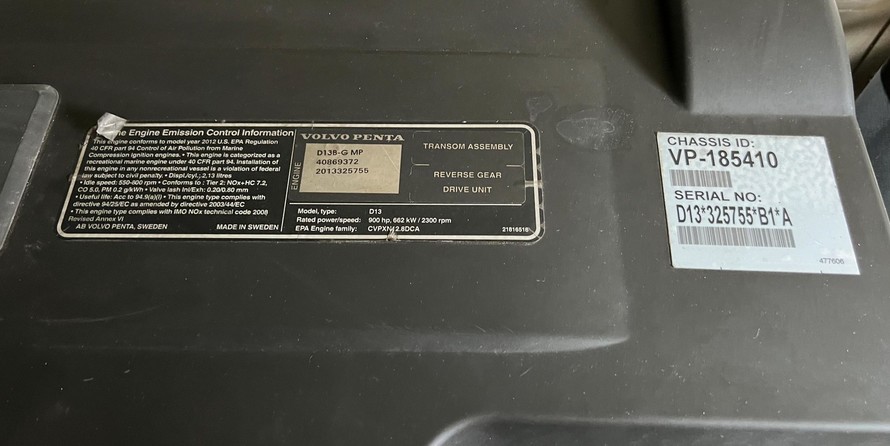 ne Engine Emission Control Information
This engine conforms to model year 2012 U.S. EPA Regulation
40 CFR part 94 Control of Air Pollution from Marine
Compression ignition engines. • This engine is categorized as a
recreational marine engine under 40 CFR part 94. Installation of
this engine in any nonrecreational vessel is a violation of federal
law subject to civil penalty. • Displ./cyl.: 2,13 litres
• Idle speed: 550-600 rpm • Conforms to: Tier 2: NOx+HC 7.2,
CO 5.0, PM 0.2 g/kWh • Valve lash Inl/Exh: 0.20/0.80 mm
• Useful life: Acc to 94.9(a)(i) • This engine type complies with
directive 94/25/EC as amended by directive 2003/44/EC
• This engine type complies with IMO NOx technical code 2008
Revised Annex VI
AB VOLVO PENTA, SWEDEN MADE IN SWEDEN
VOLVO PENTA
ENGINE
D13B-G MP
40869372
2013325755
TRANSOM ASSEMBLY
REVERSE GEAR
DRIVE UNIT
Model, type: D13
Rated power/speed: 900 hp, 662 kW / 2300 rpm
EPA Engine family: CVPXN12.8DCA
21816516
CHASSIS ID:
VP-185410
SERIAL NO:
D13*325755*B1*A
477606